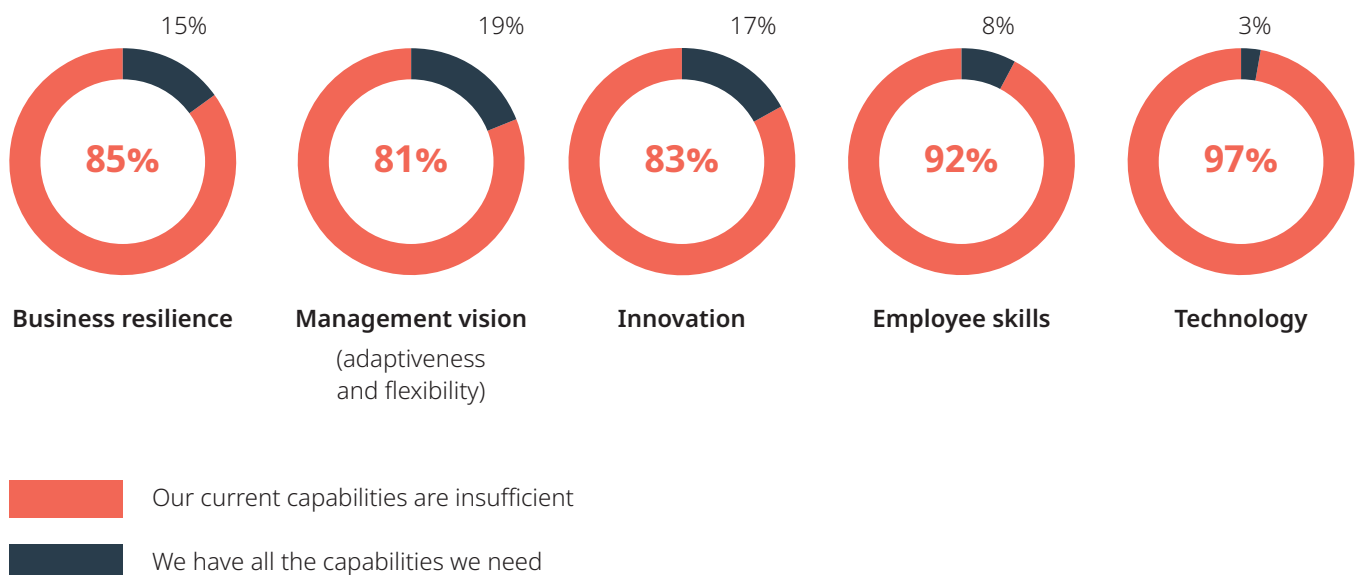 15%
19%
17%
8%
3%
85%
81%
83%
92%
97%
Business resilience
Management vision
(adaptiveness
and flexibility)
Innovation
Employee skills
Technology
Our current capabilities are insufficient
We have all the capabilities we need